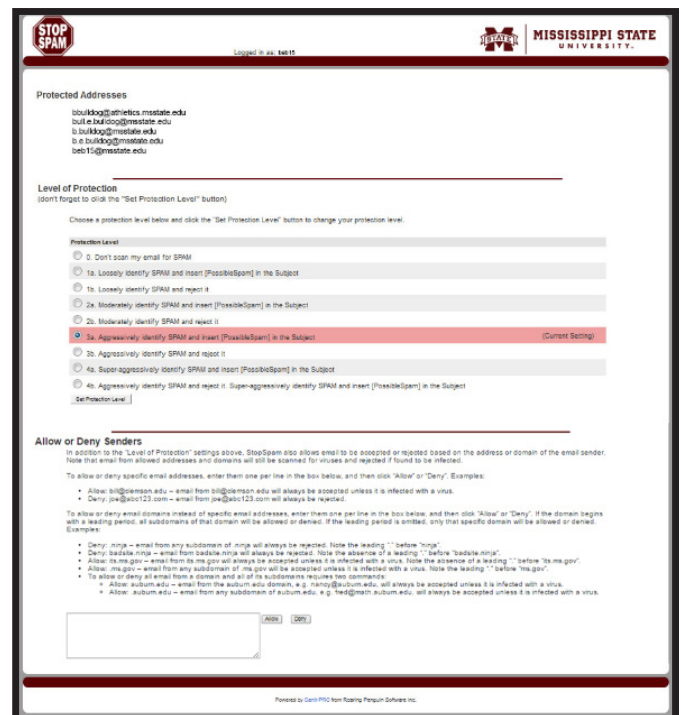 STOP
SPAM
Logged in as: beb15
STATE
MISSISSIPPI STATE
UNIVERSITY™
Protected Addresses
bbulldog@athletics.msstate.edu
bull.e.bulldog@msstate.edu
b.bulldog@msstate.edu
b.e.bulldog@msstate.edu
beb15@msstate.edu
Level of Protection
(don't forget to click the "Set Protection Level" button)
Choose a protection level below and click the "Set Protection Level" button to change your protection level.
Protection Level
0. Don't scan my email for SPAM
1a. Loosely identify SPAM and insert [PossibleSpam] in the Subject
1b. Loosely identify SPAM and reject it
2a. Moderately identify SPAM and insert [PossibleSpam] in the Subject
2b. Moderately identify SPAM and reject it
3a. Aggressively identify SPAM and insert [PossibleSpam] in the Subject (Current Setting)
3b. Aggressively identify SPAM and reject it
4a. Super-aggressively identify SPAM and insert [PossibleSpam] in the Subject
4b. Aggressively identify SPAM and reject it. Super-aggressively identify SPAM and insert [PossibleSpam] in the Subject
Set Protection Level
Allow or Deny Senders
In addition to the "Level of Protection" settings above, StopSpam also allows email to be accepted or rejected based on the address or domain of the email sender.
Note that email from allowed addresses and domains will still be scanned for viruses and rejected if found to be infected.
To allow or deny specific email addresses, enter them one per line in the box below, and then click "Allow" or "Deny". Examples:
• Allow: bill@clemson.edu – email from bill@clemson.edu will always be accepted unless it is infected with a virus.
• Deny: joe@abc123.com – email from joe@abc123.com will always be rejected.
To allow or deny email domains instead of specific email addresses, enter them one per line in the box below, and then click "Allow" or "Deny". If the domain begins
with a leading period, all subdomains of that domain will be allowed or denied. If the leading period is omitted, only that specific domain will be allowed or denied.
Examples:
• Deny: .ninja – email from any subdomain of .ninja will always be rejected. Note the leading "." before "ninja".
• Deny: badsite.ninja – email from badsite.ninja will always be rejected. Note the absence of a leading "." before "badsite.ninja".
• Allow: its.ms.gov – email from its.ms.gov will always be accepted unless it is infected with a virus. Note the absence of a leading "." before "its.ms.gov".
• Allow: .ms.gov – email from any subdomain of .ms.gov will be accepted unless it is infected with a virus. Note the leading "." before "ms.gov".
• To allow or deny all email from a domain and all of its subdomains requires two commands:
• Allow: auburn.edu – email from the auburn.edu domain, e.g. nancy@auburn.edu, will always be accepted unless it is infected with a virus.
• Allow: .auburn.edu – email from any subdomain of auburn.edu, e.g. fred@math.auburn.edu, will always be accepted unless it is infected with a virus.
Allow Deny
Powered by CanIt-PRO from Roaring Penguin Software Inc.